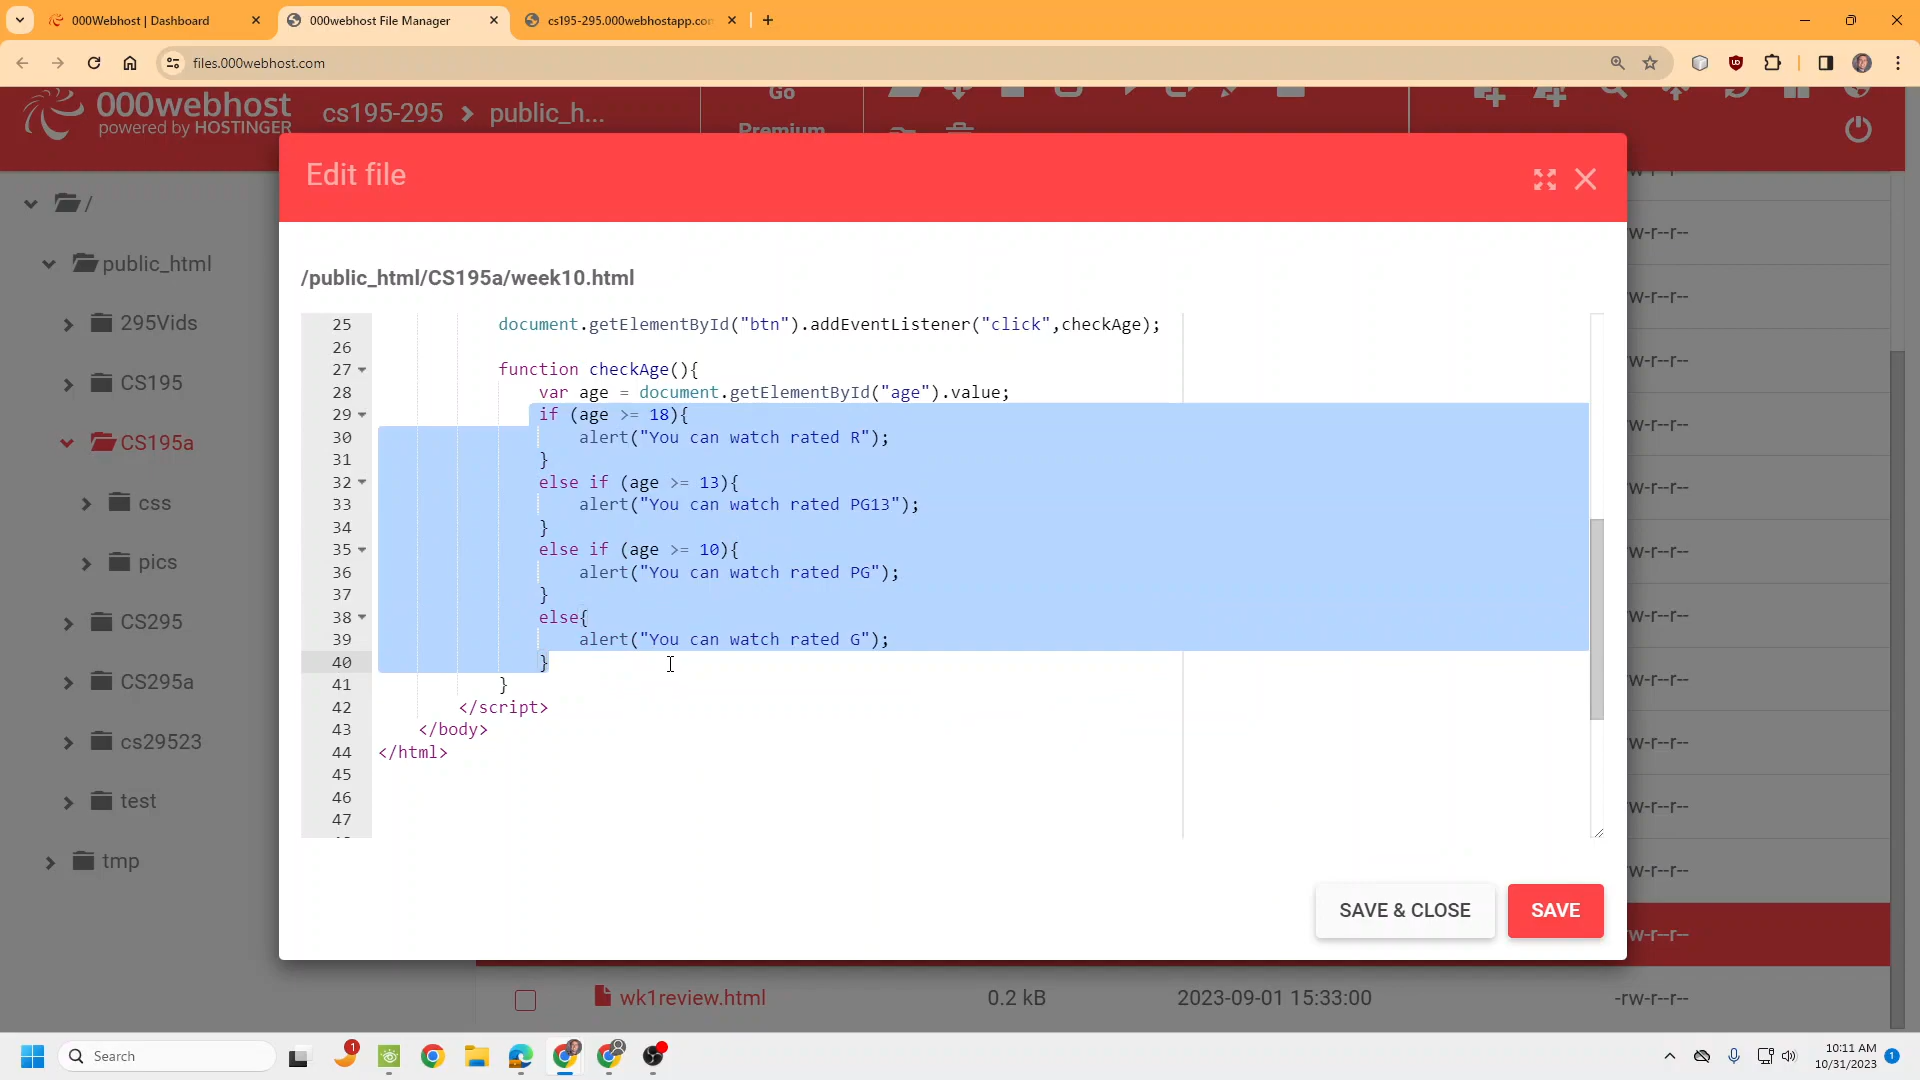 000Webhost | Dashboard
000webhost File Manager
cs195-295.000webhostapp.co
files.000webhost.com
000webhost
powered by HOSTINGER
cs195-295 > public_h...
Go
Premium
Edit file
/
public_html
295Vids
CS195
CS195a
css
pics
CS295
CS295a
cs29523
test
tmp
/public_html/CS195a/week10.html
25 document.getElementById("btn").addEventListener("click",checkAge);
26
27 function checkAge(){
28 var age = document.getElementById("age").value;
29 if (age >= 18){
30 alert("You can watch rated R");
31 }
32 else if (age >= 13){
33 alert("You can watch rated PG13");
34 }
35 else if (age >= 10){
36 alert("You can watch rated PG");
37 }
38 else{
39 alert("You can watch rated G");
40 }
41 }
42 </script>
43 </body>
44 </html>
45
46
47
SAVE & CLOSE
SAVE
w-r--r--
w-r--r--
w-r--r--
w-r--r--
w-r--r--
w-r--r--
w-r--r--
w-r--r--
w-r--r--
w-r--r--
w-r--r--
w-r--r--
wk1review.html 0.2 kB 2023-09-01 15:33:00 -rw-r--r--
Search
1
10:11 AM
10/31/2023
1